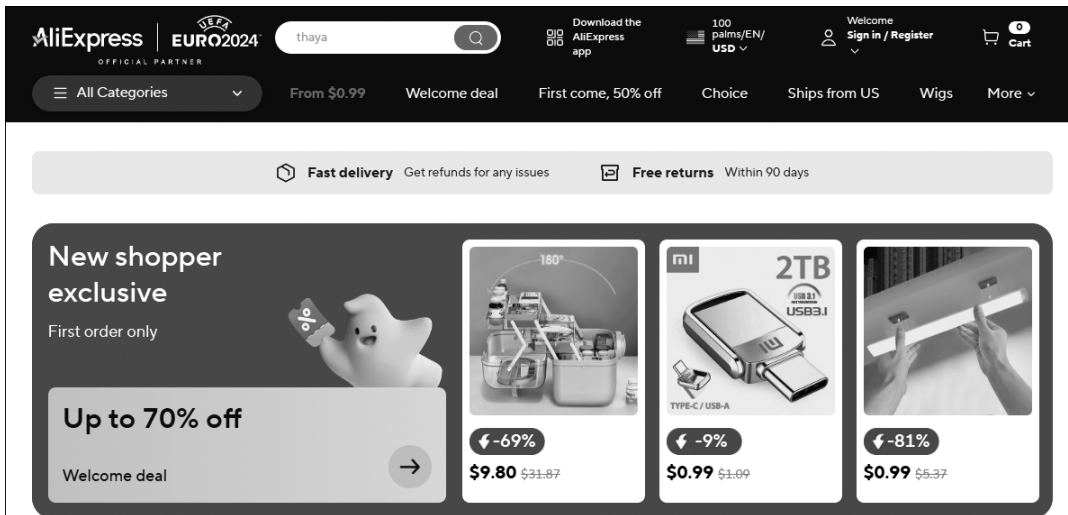 AliExpress
UEFA
EURO2024
OFFICIAL PARTNER
thaya
Download the
AliExpress
app
100
palms/EN/
USD
Welcome
Sign in / Register
0
Cart
All Categories
From $0.99
Welcome deal
First come, 50% off
Choice
Ships from US
Wigs
More
Fast delivery Get refunds for any issues
Free returns Within 90 days
New shopper
exclusive
First order only
%
Up to 70% off
Welcome deal
180°
-69%
$9.80 $31.87
mi
2TB
USB 3.1
USB3.1
TYPE-C / USB-A
-9%
$0.99 $1.09
-81%
$0.99 $5.37